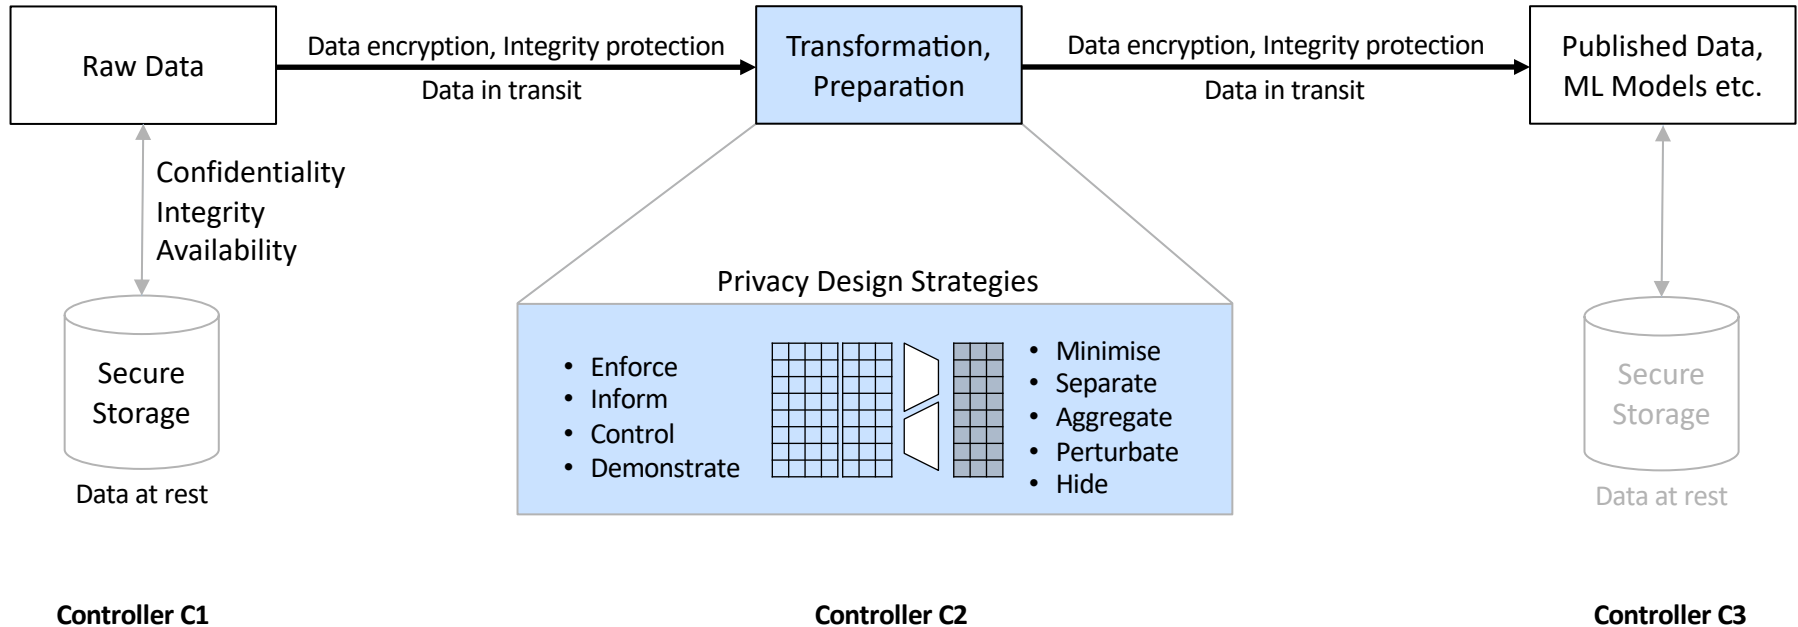 Raw Data
Data encryption, Integrity protection
Data in transit
Transformation,
Preparation
Data encryption, Integrity protection
Data in transit
Published Data,
ML Models etc.
Confidentiality
Integrity
Availability
Secure
Storage
Data at rest
Privacy Design Strategies
• Enforce
• Inform
• Control
• Demonstrate
• Minimise
• Separate
• Aggregate
• Perturbate
• Hide
Secure
Storage
Data at rest
Controller C1
Controller C2
Controller C3